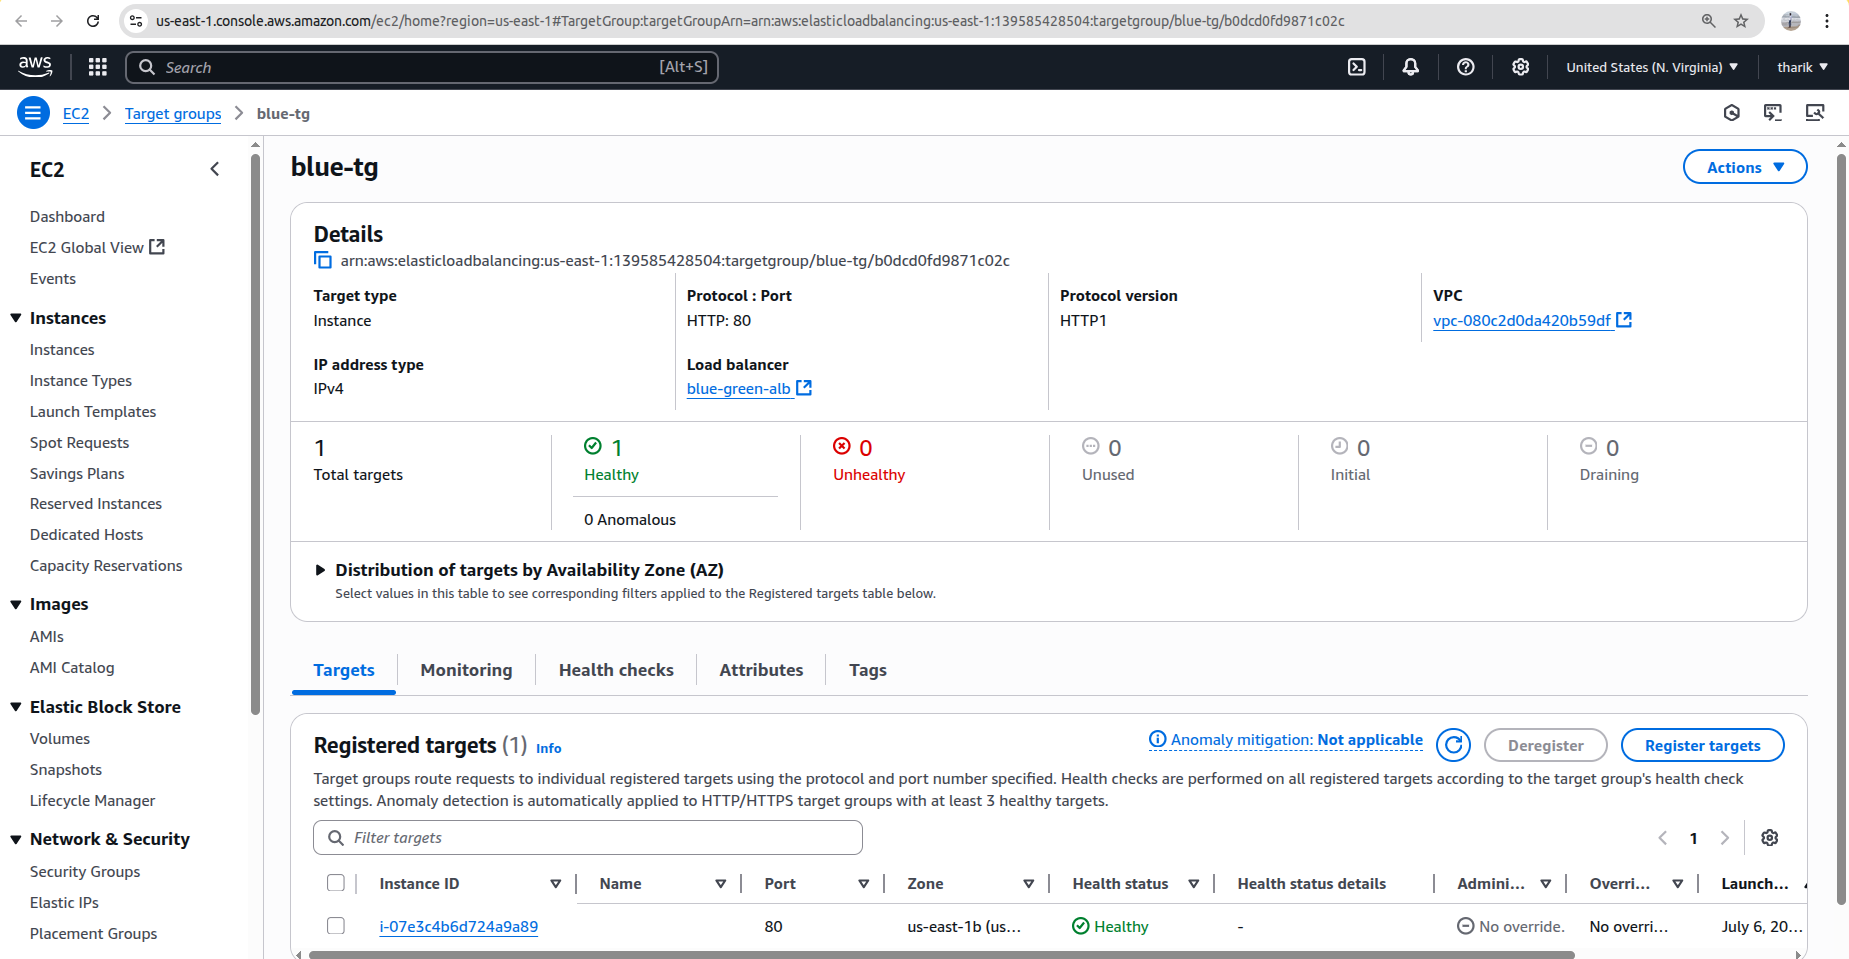 us-east-1.console.aws.amazon.com/ec2/home?region=us-east-1#TargetGroup:targetGroupArn=arn:aws:elasticloadbalancing:us-east-1:139585428504:targetgroup/blue-tg/b0dcd0fd9871c02c
aws
Search
[Alt+S]
United States (N. Virginia)
tharik
EC2
Target groups
blue-tg
EC2
Dashboard
EC2 Global View
Events
Instances
Instances
Instance Types
Launch Templates
Spot Requests
Savings Plans
Reserved Instances
Dedicated Hosts
Capacity Reservations
Images
AMIs
AMI Catalog
Elastic Block Store
Volumes
Snapshots
Lifecycle Manager
Network & Security
Security Groups
Elastic IPs
Placement Groups
blue-tg
Actions
Details
arn:aws:elasticloadbalancing:us-east-1:139585428504:targetgroup/blue-tg/b0dcd0fd9871c02c
Target type
Instance
Protocol : Port
HTTP: 80
Protocol version
HTTP1
VPC
vpc-080c2d0da420b59df
IP address type
IPv4
Load balancer
blue-green-alb
1
Total targets
1
Healthy
0 Anomalous
0
Unhealthy
0
Unused
0
Initial
0
Draining
Distribution of targets by Availability Zone (AZ)
Select values in this table to see corresponding filters applied to the Registered targets table below.
Targets
Monitoring
Health checks
Attributes
Tags
Registered targets (1) Info
Anomaly mitigation: Not applicable
Deregister
Register targets
Target groups route requests to individual registered targets using the protocol and port number specified. Health checks are performed on all registered targets according to the target group's health check
settings. Anomaly detection is automatically applied to HTTP/HTTPS target groups with at least 3 healthy targets.
Filter targets
1
Instance ID
Name
Port
Zone
Health status
Health status details
Admini...
Overri...
Launch...
i-07e3c4b6d724a9a89
80
us-east-1b (us...
Healthy
-
No override.
No overri...
July 6, 20...